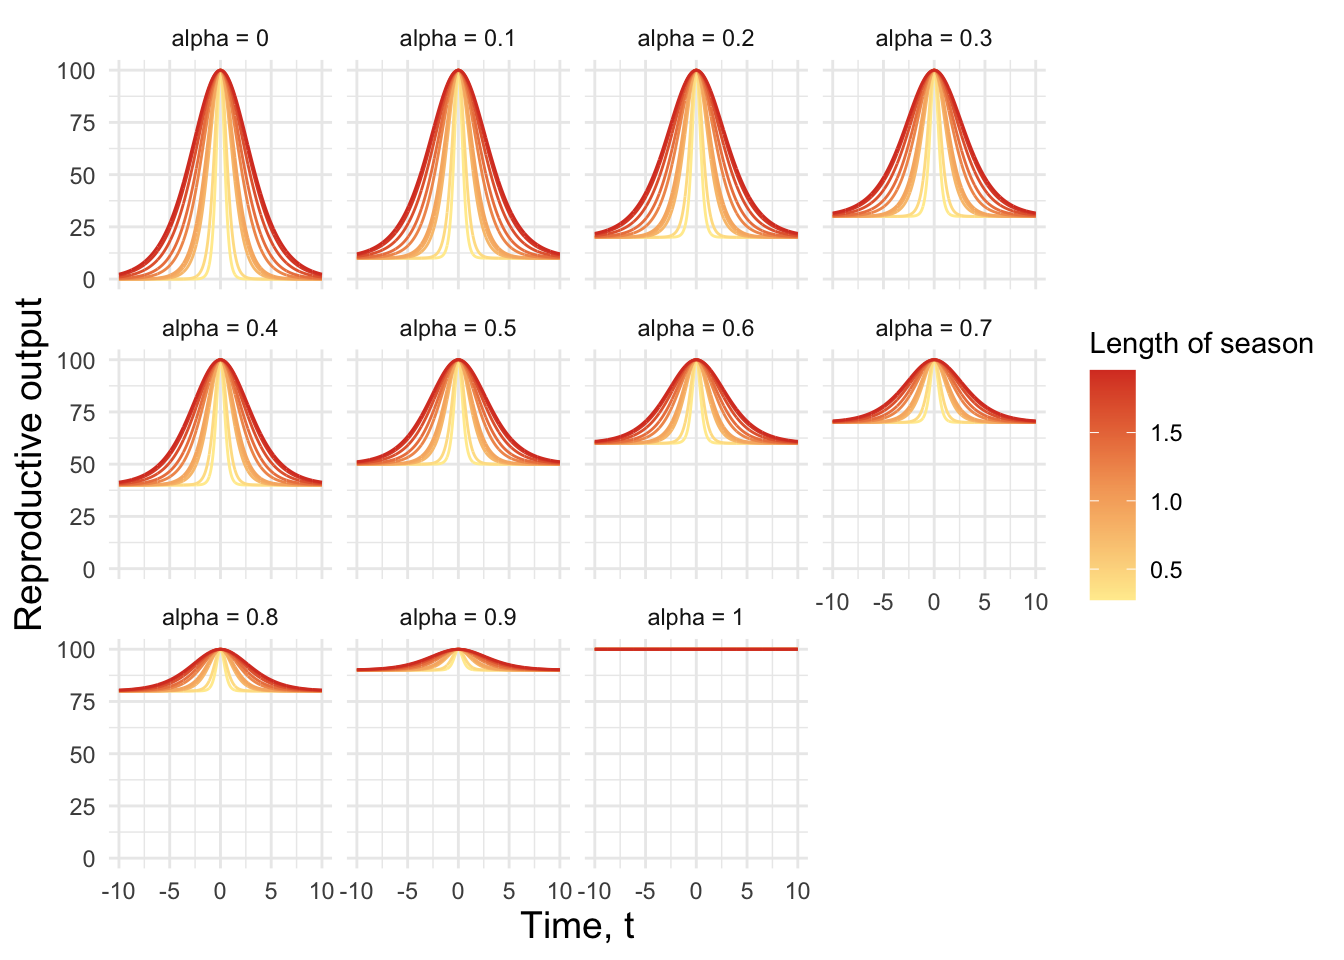 alpha = 0
alpha = 0.1
alpha = 0.2
alpha = 0.3
100
75
50
25
0
alpha = 0.4
alpha = 0.5
alpha = 0.6
alpha = 0.7
100
75
50
25
0
-10 -5 0 5 10
alpha = 0.8
alpha = 0.9
alpha = 1
100
75
50
25
0
-10 -5 0 5 10
-10 -5 0 5 10
-10 -5 0 5 10
Time, t
Reproductive output
Length of season
1.5
1.0
0.5